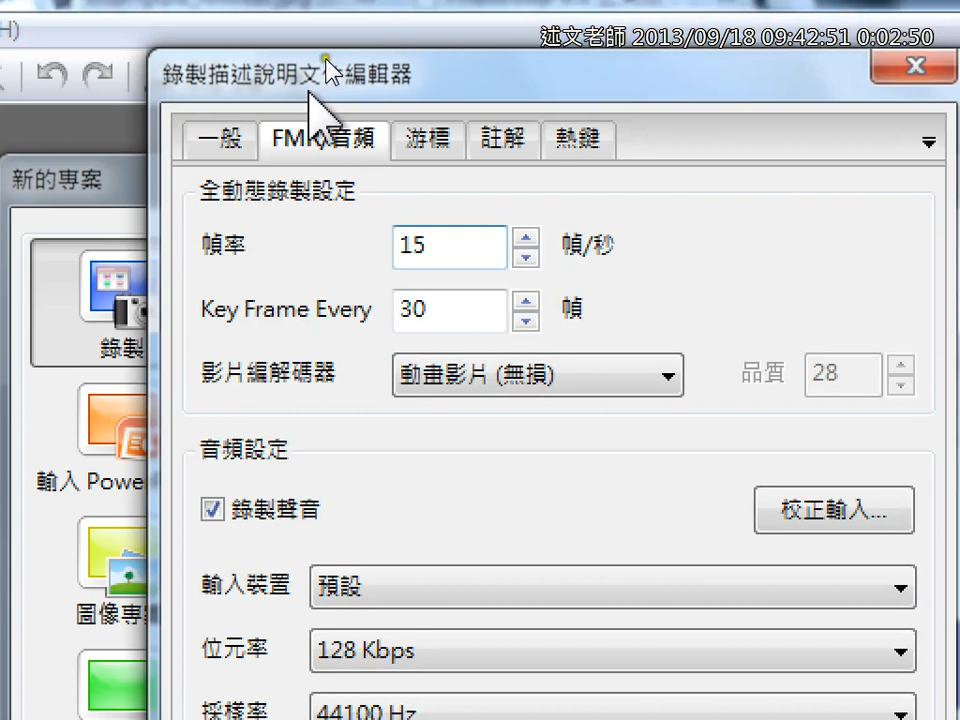 H)
述文老師 2013/09/18 09:42:51 0:02:50
錄製描述說明文 編輯器
一般 音頻 游標 註解 熱鍵
新的專案
全動態錄製設定
幀率 15 幀/秒
Key Frame Every 30 幀
影片編解碼器 動畫影片 (無損) 品質 28
錄製
音頻設定
輸入 Powe
錄製聲音 校正輸入...
輸入裝置 預設
圖像專
位元率 128 Kbps
採樣率 44100 Hz